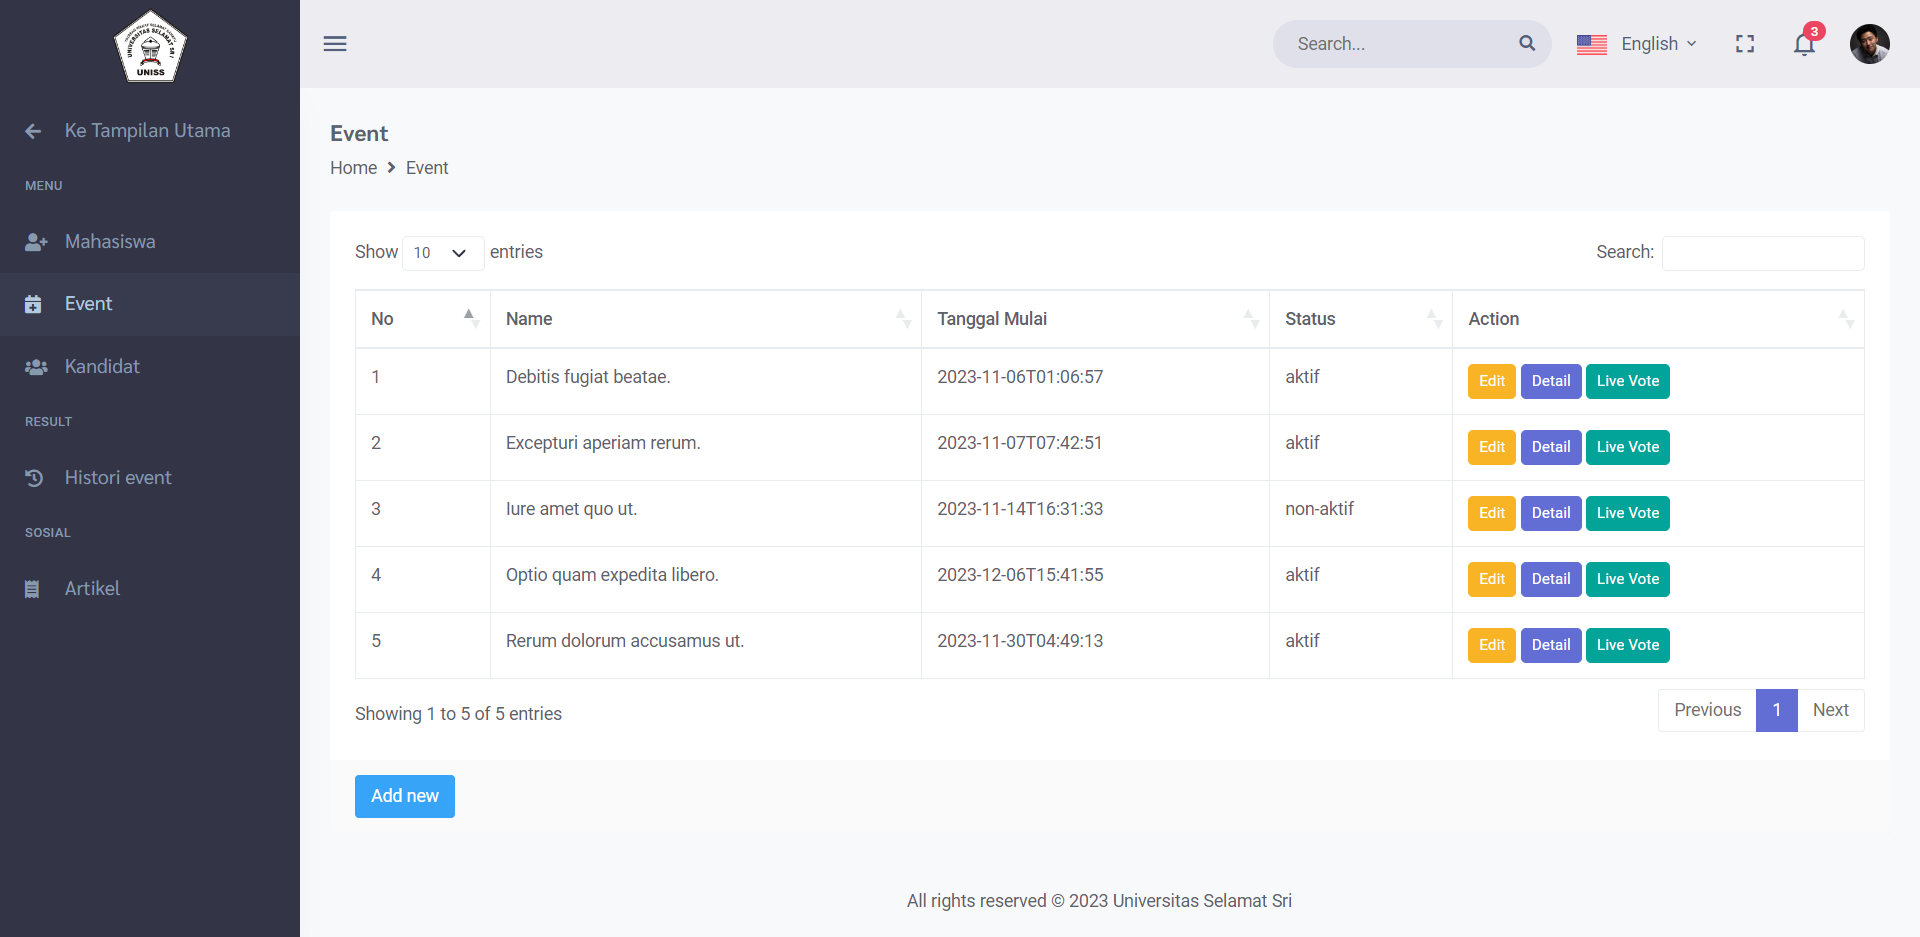 UNIVERSITAS SELAMAT SRI
UNISS
Ke Tampilan Utama
MENU
Mahasiswa
Event
Kandidat
RESULT
Histori event
SOSIAL
Artikel
Search...
English
3
Event
Home Event
Show 10 entries
Search:
No Name Tanggal Mulai Status Action
1 Debitis fugiat beatae. 2023-11-06T01:06:57 aktif Edit Detail Live Vote
2 Excepturi aperiam rerum. 2023-11-07T07:42:51 aktif Edit Detail Live Vote
3 Iure amet quo ut. 2023-11-14T16:31:33 non-aktif Edit Detail Live Vote
4 Optio quam expedita libero. 2023-12-06T15:41:55 aktif Edit Detail Live Vote
5 Rerum dolorum accusamus ut. 2023-11-30T04:49:13 aktif Edit Detail Live Vote
Showing 1 to 5 of 5 entries
Previous 1 Next
Add new
All rights reserved © 2023 Universitas Selamat Sri